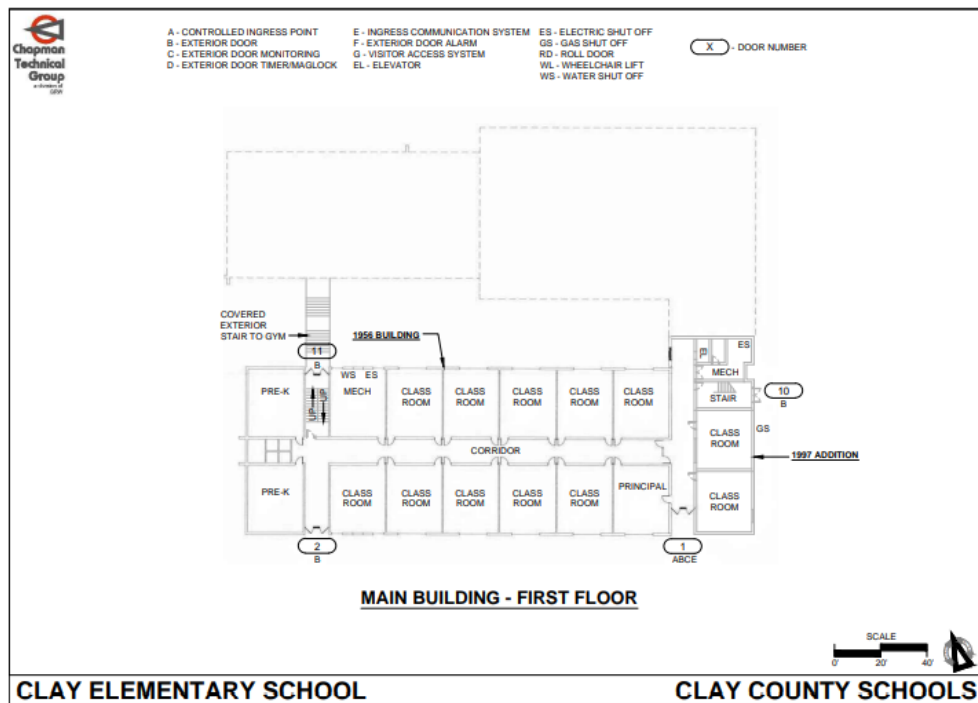 Chapman
Technical
Group
a division of
GRW
A - CONTROLLED INGRESS POINT
B - EXTERIOR DOOR
C - EXTERIOR DOOR MONITORING
D - EXTERIOR DOOR TIMER/MAGLOCK
E - INGRESS COMMUNICATION SYSTEM
F - EXTERIOR DOOR ALARM
G - VISITOR ACCESS SYSTEM
EL - ELEVATOR
ES - ELECTRIC SHUT OFF
GS - GAS SHUT OFF
RD - ROLL DOOR
WL - WHEELCHAIR LIFT
WS - WATER SHUT OFF
X - DOOR NUMBER
COVERED
EXTERIOR
STAIR TO GYM
11
B
1956 BUILDING
EL
ES
MECH
STAIR
10
B
GS
PRE-K
UP
UP
WS ES
MECH
CLASS
ROOM
CLASS
ROOM
CLASS
ROOM
CLASS
ROOM
CLASS
ROOM
CLASS
ROOM
1997 ADDITION
CORRIDOR
PRE-K
CLASS
ROOM
CLASS
ROOM
CLASS
ROOM
CLASS
ROOM
CLASS
ROOM
PRINCIPAL
CLASS
ROOM
2
B
1
ABCE
MAIN BUILDING - FIRST FLOOR
SCALE
0' 20' 40'
CLAY ELEMENTARY SCHOOL
CLAY COUNTY SCHOOLS